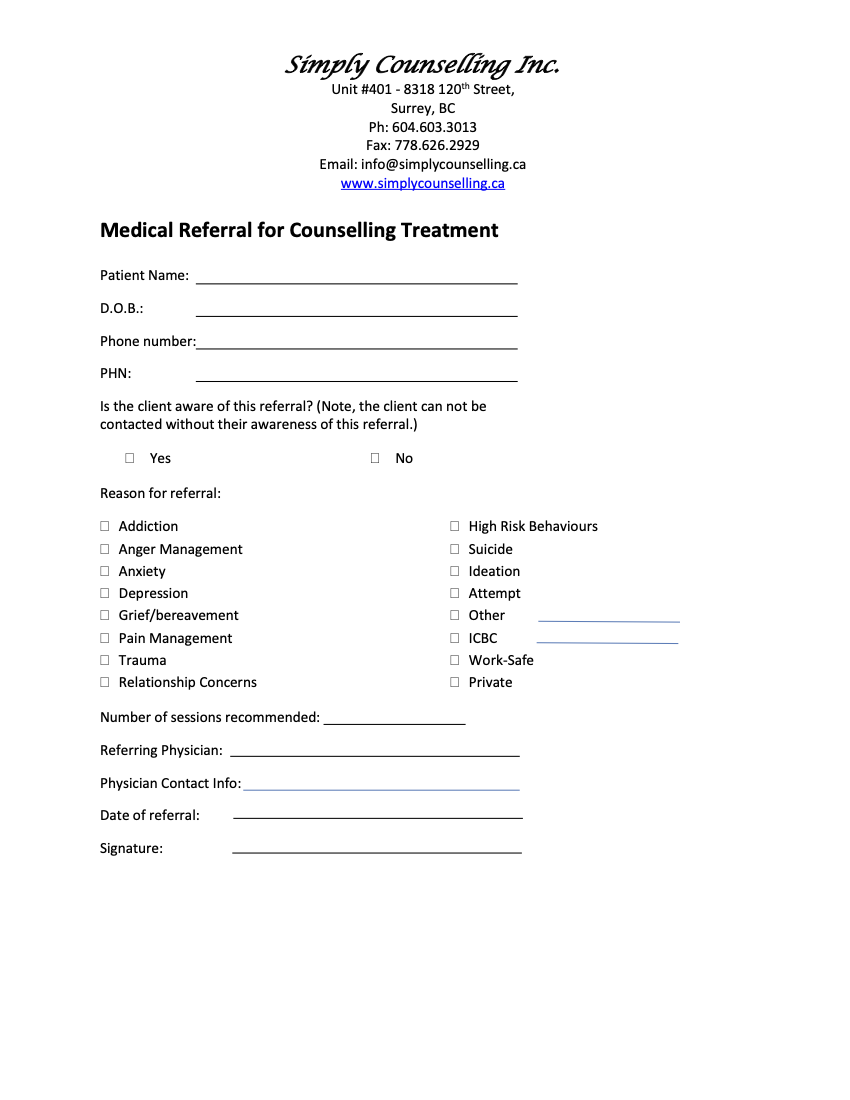 Simply Counselling Inc.
Unit #401 - 8318 120th Street,
Surrey, BC
Ph: 604.603.3013
Fax: 778.626.2929
Email: info@simplycounselling.ca
www.simplycounselling.ca
Medical Referral for Counselling Treatment
Patient Name: 
D.O.B.:
Phone number:
PHN:
Is the client aware of this referral? (Note, the client can not be
contacted without their awareness of this referral.)
☐ Yes ☐ No
Reason for referral:
☐ Addiction ☐ High Risk Behaviours
☐ Anger Management ☐ Suicide
☐ Anxiety ☐ Ideation
☐ Depression ☐ Attempt
☐ Grief/bereavement ☐ Other
☐ Pain Management ☐ ICBC
☐ Trauma ☐ Work-Safe
☐ Relationship Concerns ☐ Private
Number of sessions recommended:
Referring Physician:
Physician Contact Info:
Date of referral:
Signature: